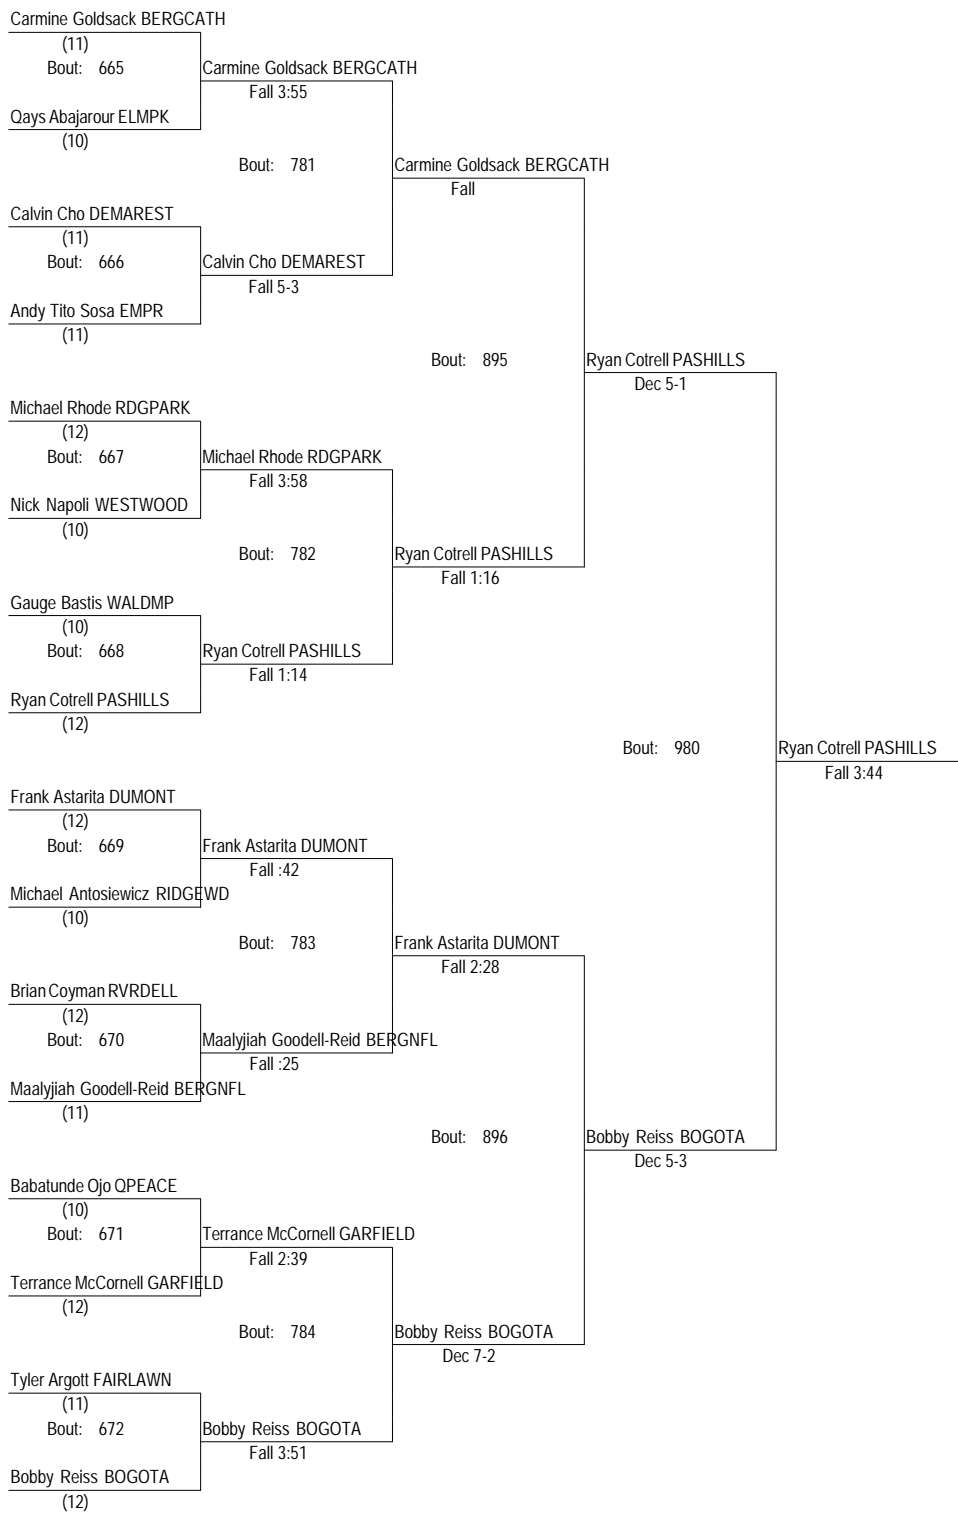 Carmine Goldsack BERGCATH
(11)
Bout: 665
Carmine Goldsack BERGCATH
Fall 3:55
Qays Abajarour ELMPK
(10)
Bout: 781
Carmine Goldsack BERGCATH
Fall
Calvin Cho DEMAREST
(11)
Bout: 666
Calvin Cho DEMAREST
Fall 5-3
Andy Tito Sosa EMPR
(11)
Bout: 895
Ryan Cotrell PASHILLS
Dec 5-1
Michael Rhode RDGPARK
(12)
Bout: 667
Michael Rhode RDGPARK
Fall 3:58
Nick Napoli WESTWOOD
(10)
Bout: 782
Ryan Cotrell PASHILLS
Fall 1:16
Gauge Bastis WALDMP
(10)
Bout: 668
Ryan Cotrell PASHILLS
Fall 1:14
Ryan Cotrell PASHILLS
(12)
Bout: 980
Ryan Cotrell PASHILLS
Fall 3:44
Frank Astarita DUMONT
(12)
Bout: 669
Frank Astarita DUMONT
Fall :42
Michael Antosiewicz RIDGEWD
(10)
Bout: 783
Frank Astarita DUMONT
Fall 2:28
Brian Coyman RVRDELL
(12)
Bout: 670
Maalyjiah Goodell-Reid BERGNFL
Fall :25
Maalyjiah Goodell-Reid BERGNFL
(11)
Bout: 896
Bobby Reiss BOGOTA
Dec 5-3
Babatunde Ojo QPEACE
(10)
Bout: 671
Terrance McCornell GARFIELD
Fall 2:39
Terrance McCornell GARFIELD
(12)
Bout: 784
Bobby Reiss BOGOTA
Dec 7-2
Tyler Argott FAIRLAWN
(11)
Bout: 672
Bobby Reiss BOGOTA
Fall 3:51
Bobby Reiss BOGOTA
(12)